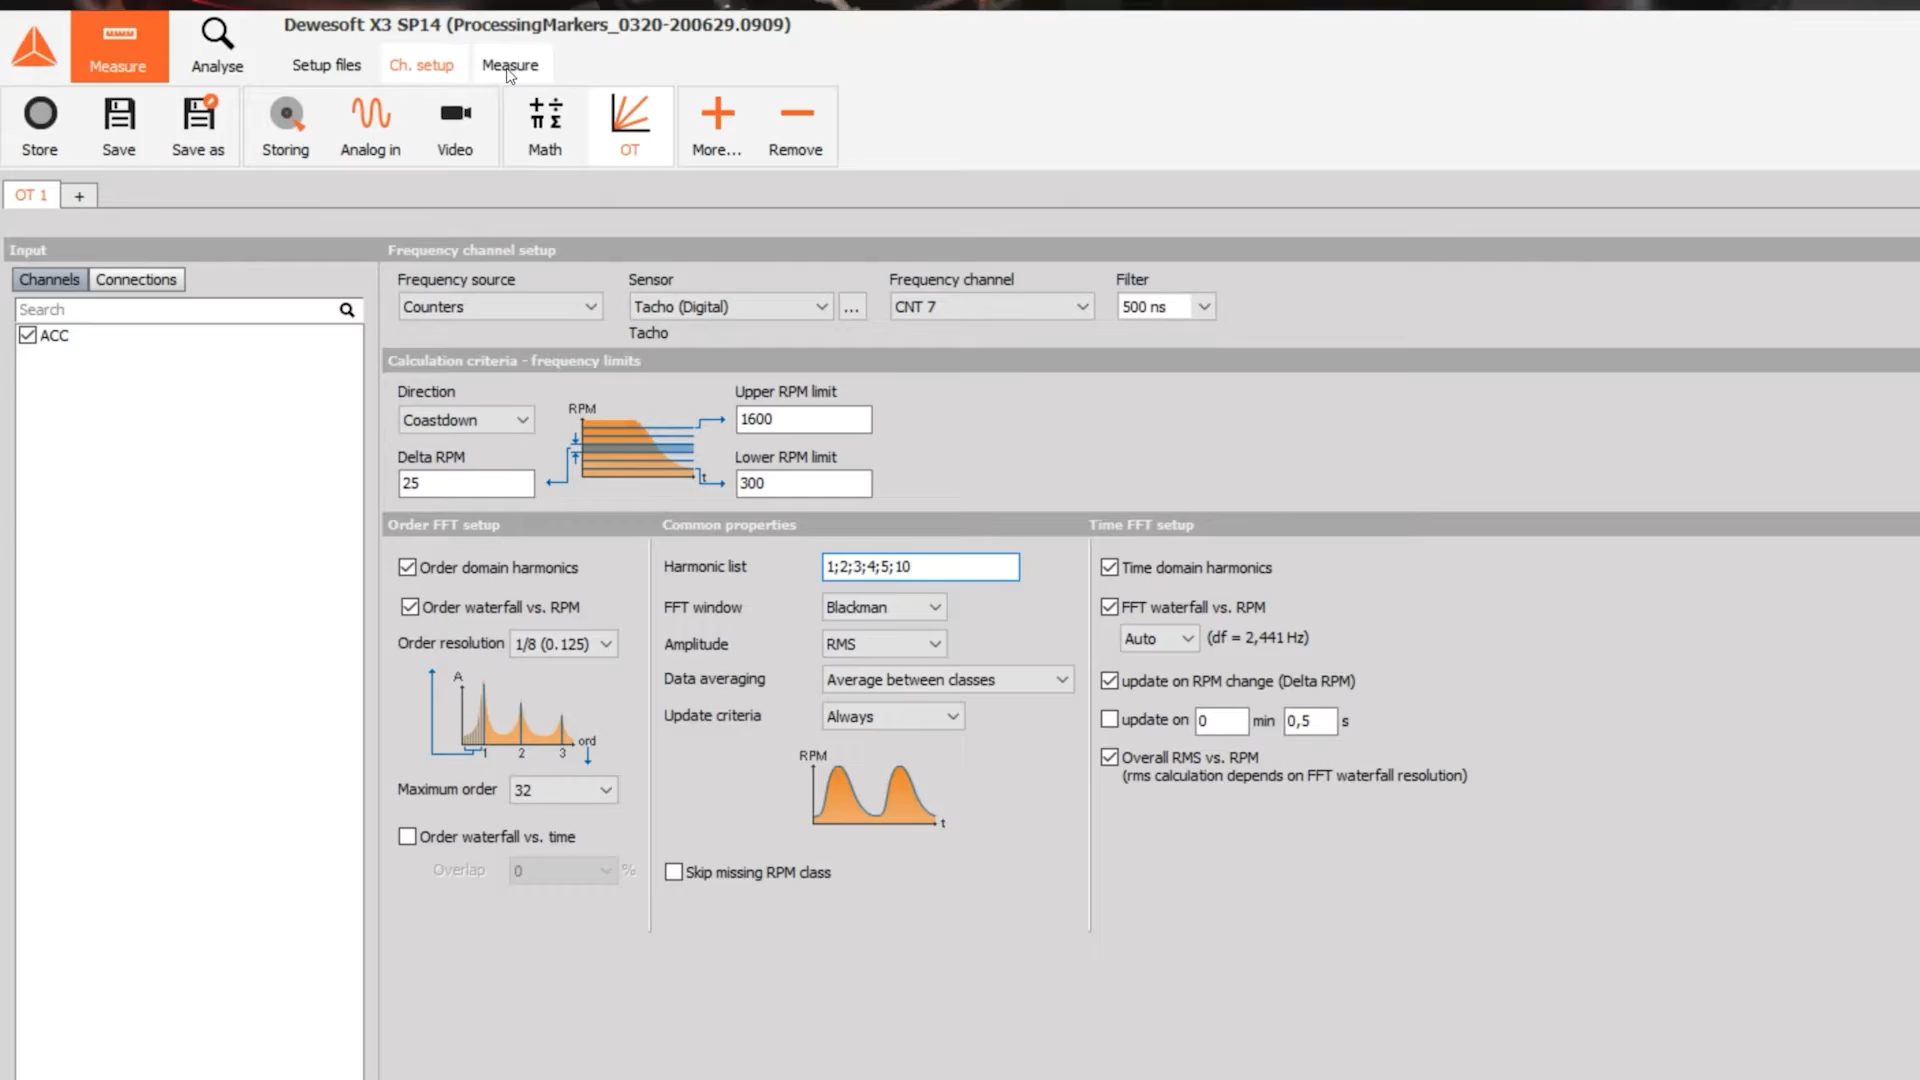 Dewesoft X3 SP14 (ProcessingMarkers_0320-200629.0909)
Measure
Analyse
Setup files
Ch. setup
Measure
Store
Save
Save as
Storing
Analog in
Video
Math
OT
More...
Remove
OT 1
+
Input
Channels
Connections
Search
ACC
Frequency channel setup
Frequency source
Sensor
Frequency channel
Filter
Counters
Tacho (Digital)
...
CNT 7
500 ns
Tacho
Calculation criteria - frequency limits
Direction
Coastdown
Delta RPM
25
RPM
t
Upper RPM limit
1600
Lower RPM limit
300
Order FFT setup
Order domain harmonics
Order waterfall vs. RPM
Order resolution 1/8 (0.125)
A
ord
1 2 3
Maximum order 32
Order waterfall vs. time
Overlap 0 %
Common properties
Harmonic list 1;2;3;4;5;10
FFT window Blackman
Amplitude RMS
Data averaging Average between classes
Update criteria Always
RPM
t
Skip missing RPM class
Time FFT setup
Time domain harmonics
FFT waterfall vs. RPM
Auto (df = 2,441 Hz)
update on RPM change (Delta RPM)
update on 0 min 0,5 s
Overall RMS vs. RPM
(rms calculation depends on FFT waterfall resolution)